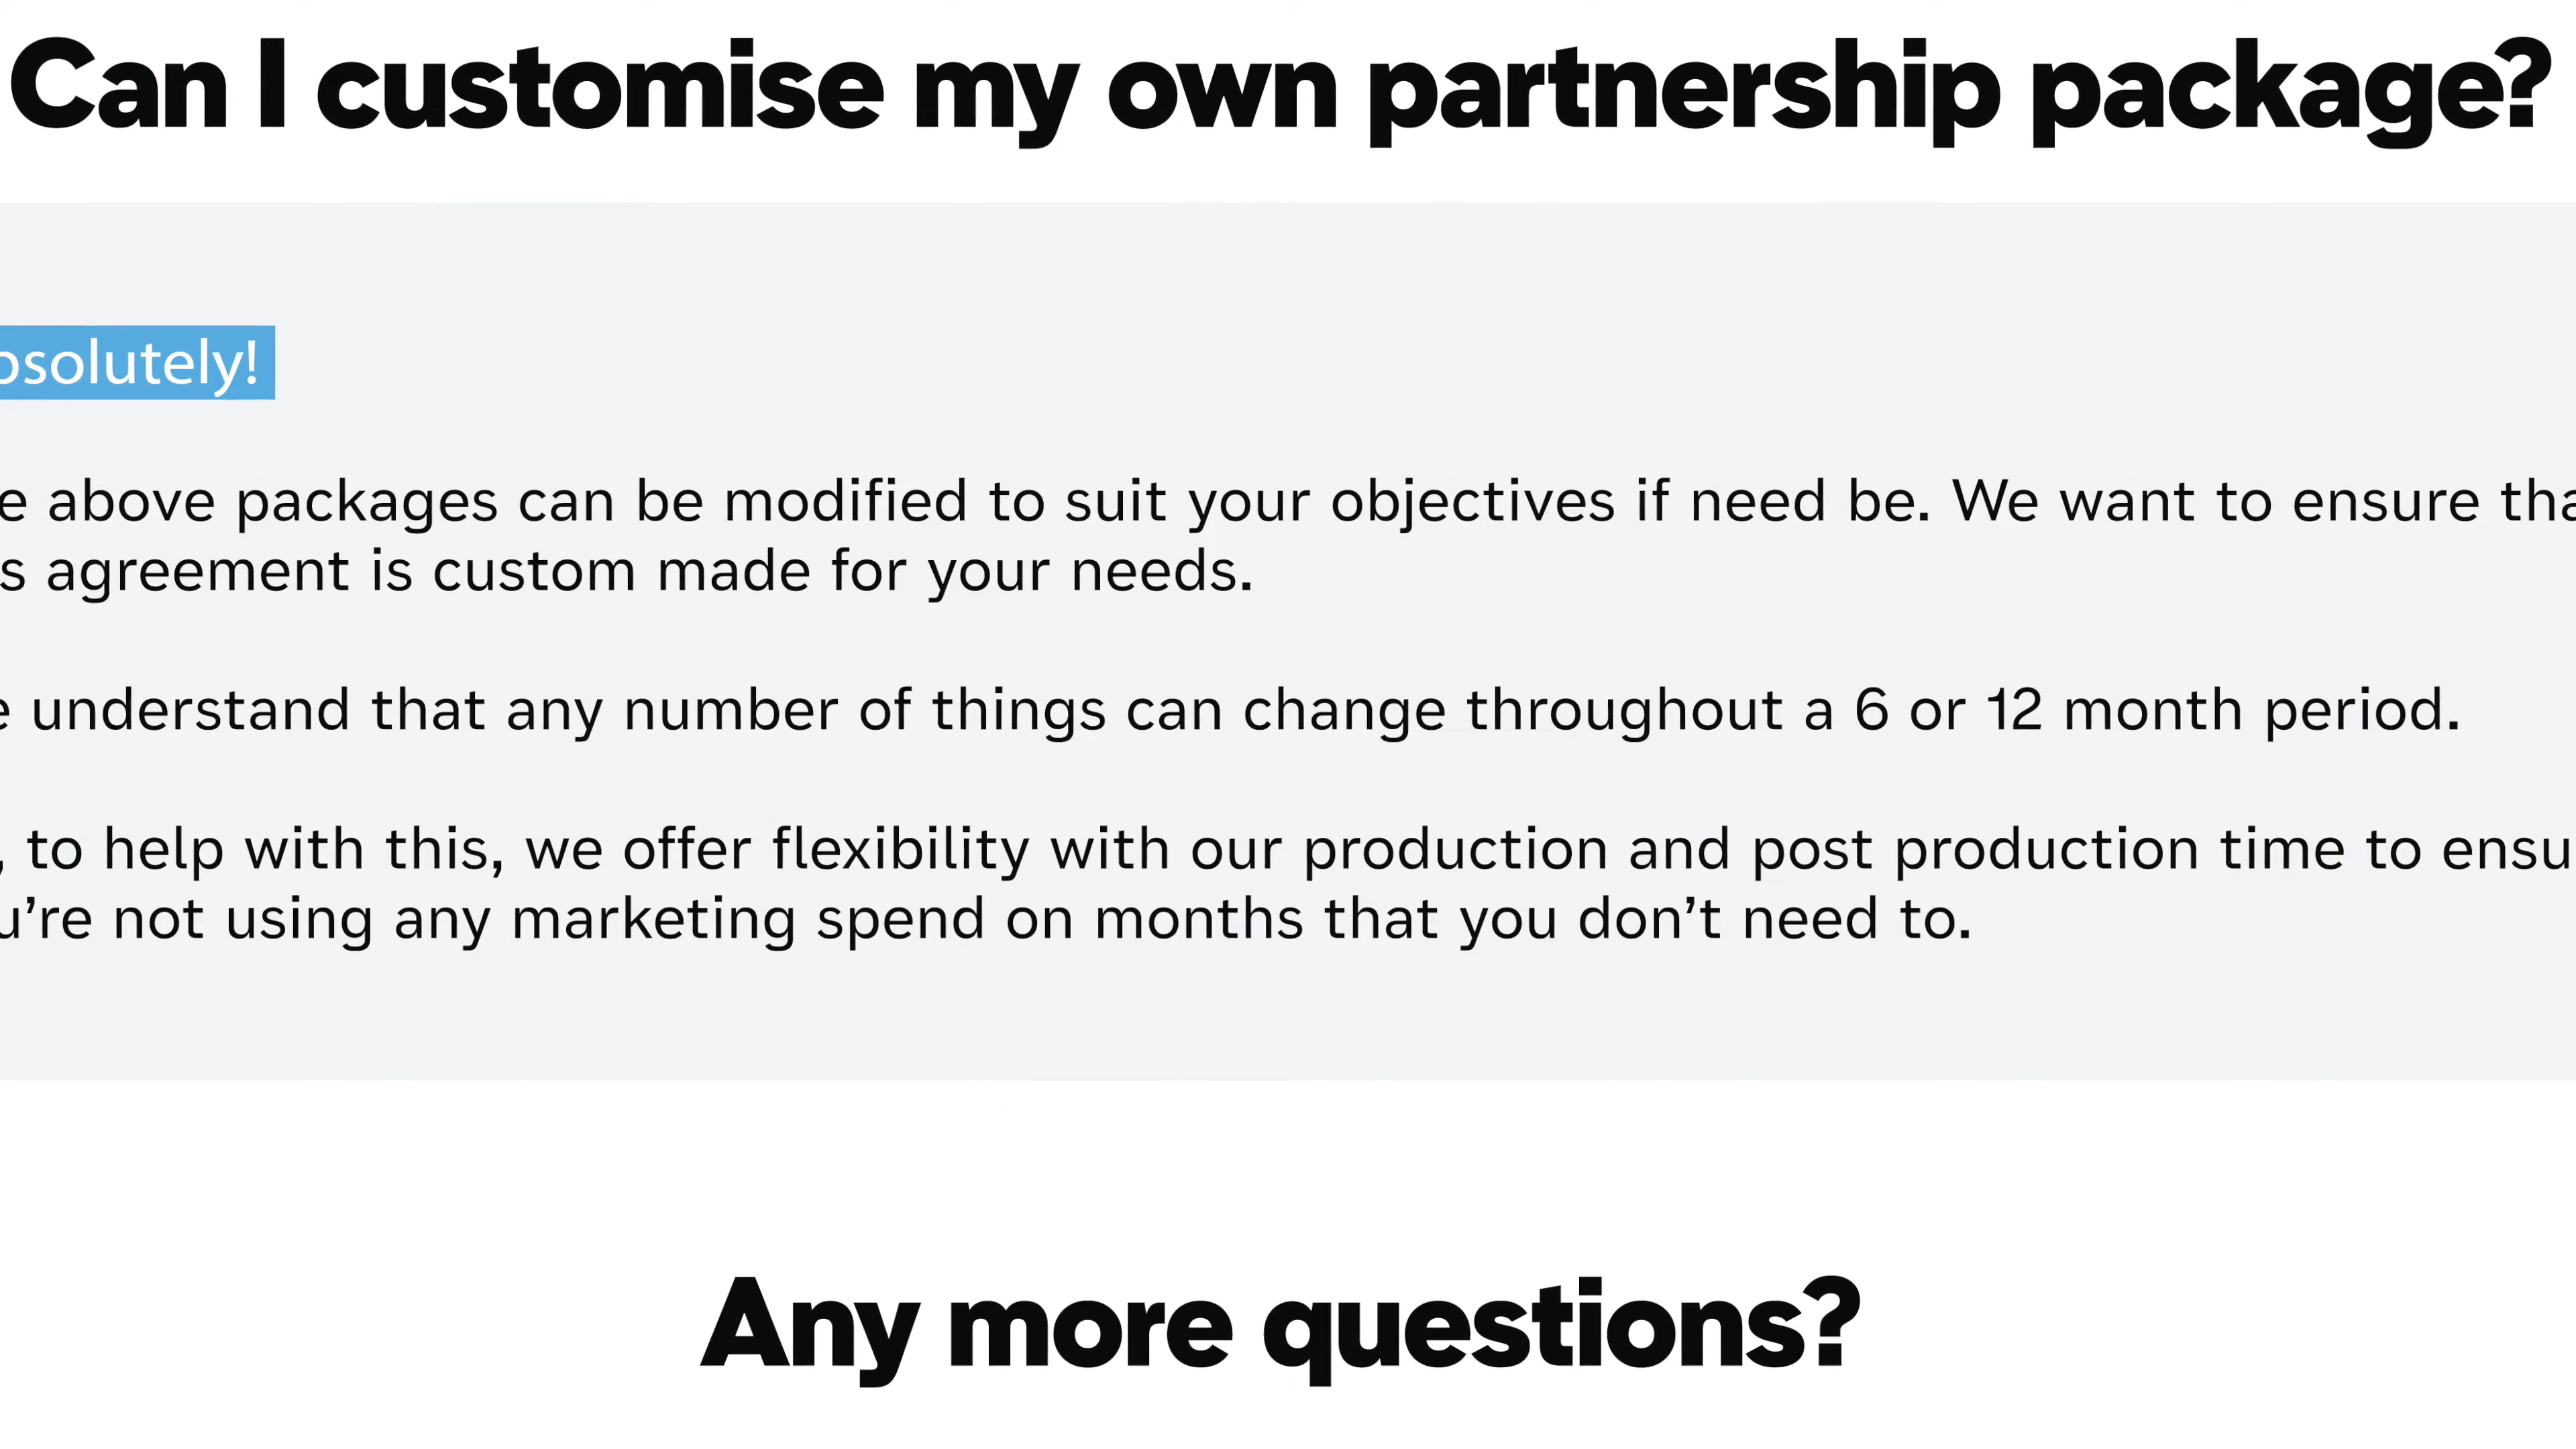 Can I customise my own partnership package?
bsolutely!
e above packages can be modified to suit your objectives if need be. We want to ensure tha
s agreement is custom made for your needs.
e understand that any number of things can change throughout a 6 or 12 month period.
, to help with this, we offer flexibility with our production and post production time to ensu
u’re not using any marketing spend on months that you don’t need to.
Any more questions?